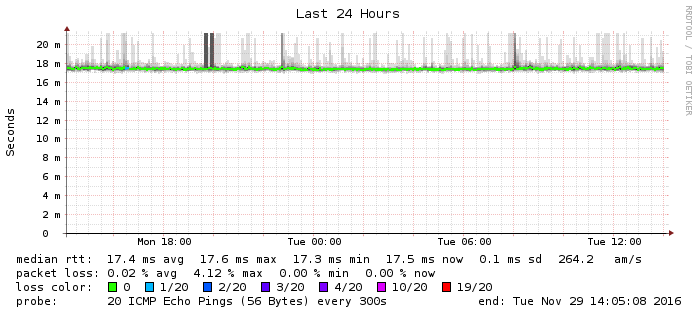 Last 24 Hours
RRDTOOL / TOBI OETIKER
Seconds
20 m
18 m
16 m
14 m
12 m
10 m
8 m
6 m
4 m
2 m
0
Mon 18:00 Tue 00:00 Tue 06:00 Tue 12:00
median rtt: 17.4 ms avg 17.6 ms max 17.3 ms min 17.5 ms now 0.1 ms sd 264.2 am/s
packet loss: 0.02 % avg 4.12 % max 0.00 % min 0.00 % now
loss color: 0 1/20 2/20 3/20 4/20 10/20 19/20
probe: 20 ICMP Echo Pings (56 Bytes) every 300s end: Tue Nov 29 14:05:08 2016